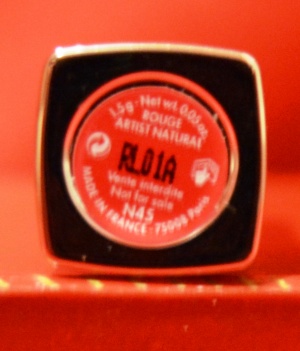 1,5g - Net wt. 0.05 oz.
ROUGE
ARTIST NATURAL
RL01A
Vente interdite
Not for sale
N45
MADE IN FRANCE - 75008 Paris